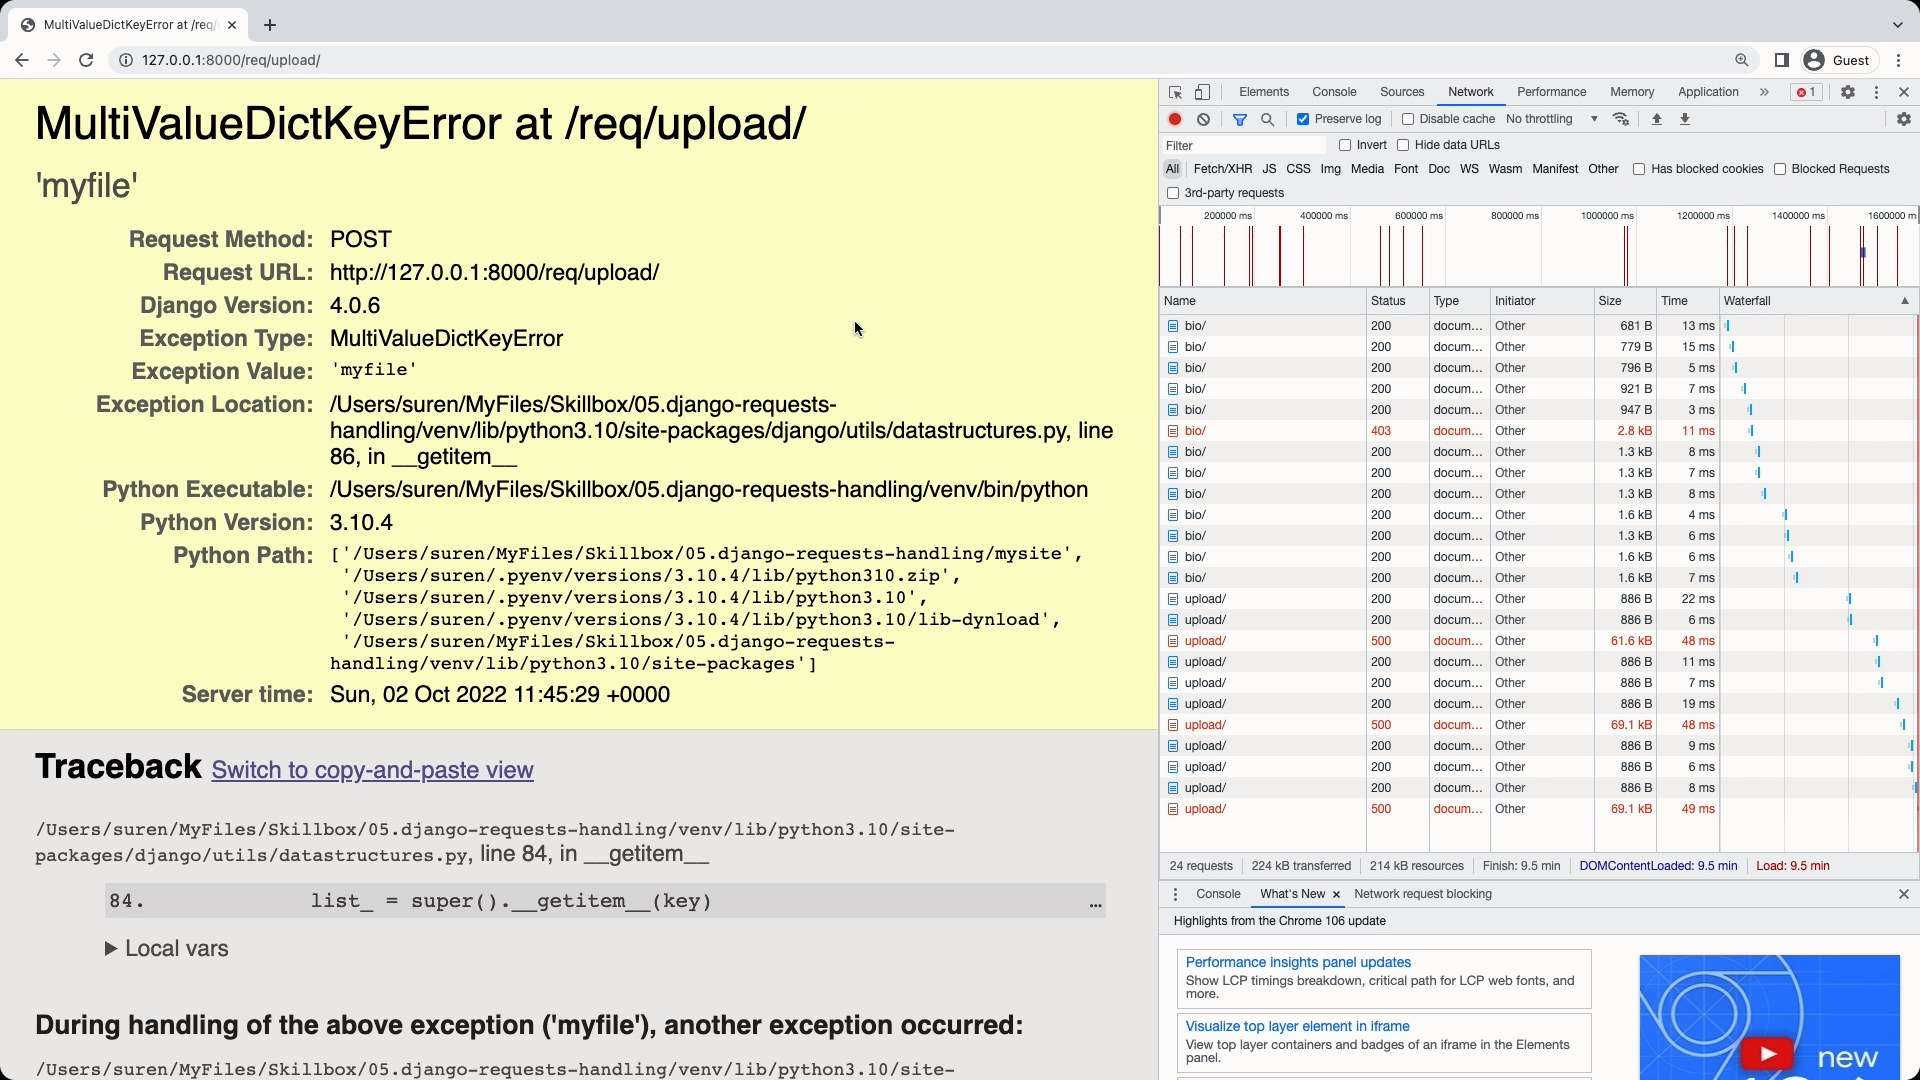 MultiValueDictKeyError at /req/
127.0.0.1:8000/req/upload/
Guest
MultiValueDictKeyError at /req/upload/
'myfile'
Request Method: POST
Request URL: http://127.0.0.1:8000/req/upload/
Django Version: 4.0.6
Exception Type: MultiValueDictKeyError
Exception Value: 'myfile'
Exception Location: /Users/suren/MyFiles/Skillbox/05.django-requests-
handling/venv/lib/python3.10/site-packages/django/utils/datastructures.py, line
86, in __getitem__
Python Executable: /Users/suren/MyFiles/Skillbox/05.django-requests-handling/venv/bin/python
Python Version: 3.10.4
Python Path: ['/Users/suren/MyFiles/Skillbox/05.django-requests-handling/mysite',
'/Users/suren/.pyenv/versions/3.10.4/lib/python310.zip',
'/Users/suren/.pyenv/versions/3.10.4/lib/python3.10',
'/Users/suren/.pyenv/versions/3.10.4/lib/python3.10/lib-dynload',
'/Users/suren/MyFiles/Skillbox/05.django-requests-
handling/venv/lib/python3.10/site-packages']
Server time: Sun, 02 Oct 2022 11:45:29 +0000
Traceback Switch to copy-and-paste view
/Users/suren/MyFiles/Skillbox/05.django-requests-handling/venv/lib/python3.10/site-
packages/django/utils/datastructures.py, line 84, in __getitem__
84. list_ = super().__getitem__(key) …
Local vars
During handling of the above exception ('myfile'), another exception occurred:
/Users/suren/MyFiles/Skillbox/05.django-requests-handling/venv/lib/python3.10/site-
Elements Console Sources Network Performance Memory Application » 1
Preserve log Disable cache No throttling
Filter Invert Hide data URLs
All Fetch/XHR JS CSS Img Media Font Doc WS Wasm Manifest Other Has blocked cookies Blocked Requests
3rd-party requests
200000 ms 400000 ms 600000 ms 800000 ms 1000000 ms 1200000 ms 1400000 ms 1600000 m
Name Status Type Initiator Size Time Waterfall
bio/ 200 docum... Other 681 B 13 ms
bio/ 200 docum... Other 779 B 15 ms
bio/ 200 docum... Other 796 B 5 ms
bio/ 200 docum... Other 921 B 7 ms
bio/ 200 docum... Other 947 B 3 ms
bio/ 403 docum... Other 2.8 kB 11 ms
bio/ 200 docum... Other 1.3 kB 8 ms
bio/ 200 docum... Other 1.3 kB 7 ms
bio/ 200 docum... Other 1.3 kB 8 ms
bio/ 200 docum... Other 1.6 kB 4 ms
bio/ 200 docum... Other 1.3 kB 6 ms
bio/ 200 docum... Other 1.6 kB 6 ms
bio/ 200 docum... Other 1.6 kB 7 ms
upload/ 200 docum... Other 886 B 22 ms
upload/ 200 docum... Other 886 B 6 ms
upload/ 500 docum... Other 61.6 kB 48 ms
upload/ 200 docum... Other 886 B 11 ms
upload/ 200 docum... Other 886 B 7 ms
upload/ 200 docum... Other 886 B 19 ms
upload/ 500 docum... Other 69.1 kB 48 ms
upload/ 200 docum... Other 886 B 9 ms
upload/ 200 docum... Other 886 B 6 ms
upload/ 200 docum... Other 886 B 8 ms
upload/ 500 docum... Other 69.1 kB 49 ms
24 requests 224 kB transferred 214 kB resources Finish: 9.5 min DOMContentLoaded: 9.5 min Load: 9.5 min
Console What's New Network request blocking
Highlights from the Chrome 106 update
Performance insights panel updates
Show LCP timings breakdown, critical path for LCP web fonts, and
more.
Visualize top layer element in iframe
View top layer containers and badges of an iframe in the Elements
panel.
new